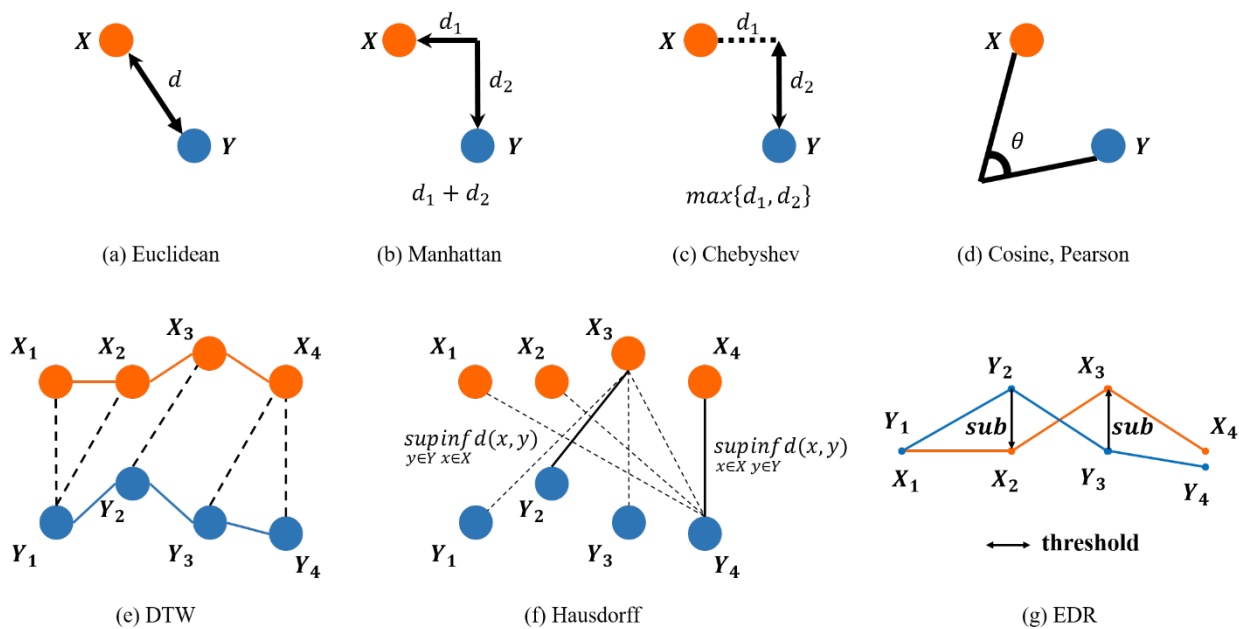 X d Y
X d₁ d₂ Y
d₁ + d₂
X d₁ d₂ Y
max{d₁, d₂}
X θ Y
(a) Euclidean
(b) Manhattan
(c) Chebyshev
(d) Cosine, Pearson
X₁ X₂ X₃ X₄
Y₁ Y₂ Y₃ Y₄
(e) DTW
X₁ X₂ X₃ X₄
sup inf d(x, y)
y∈Y x∈X
sup inf d(x, y)
x∈X y∈Y
Y₁ Y₂ Y₃ Y₄
(f) Hausdorff
Y₂ X₃
Y₁ sub sub X₄
X₁ X₂ Y₃ Y₄
threshold
(g) EDR